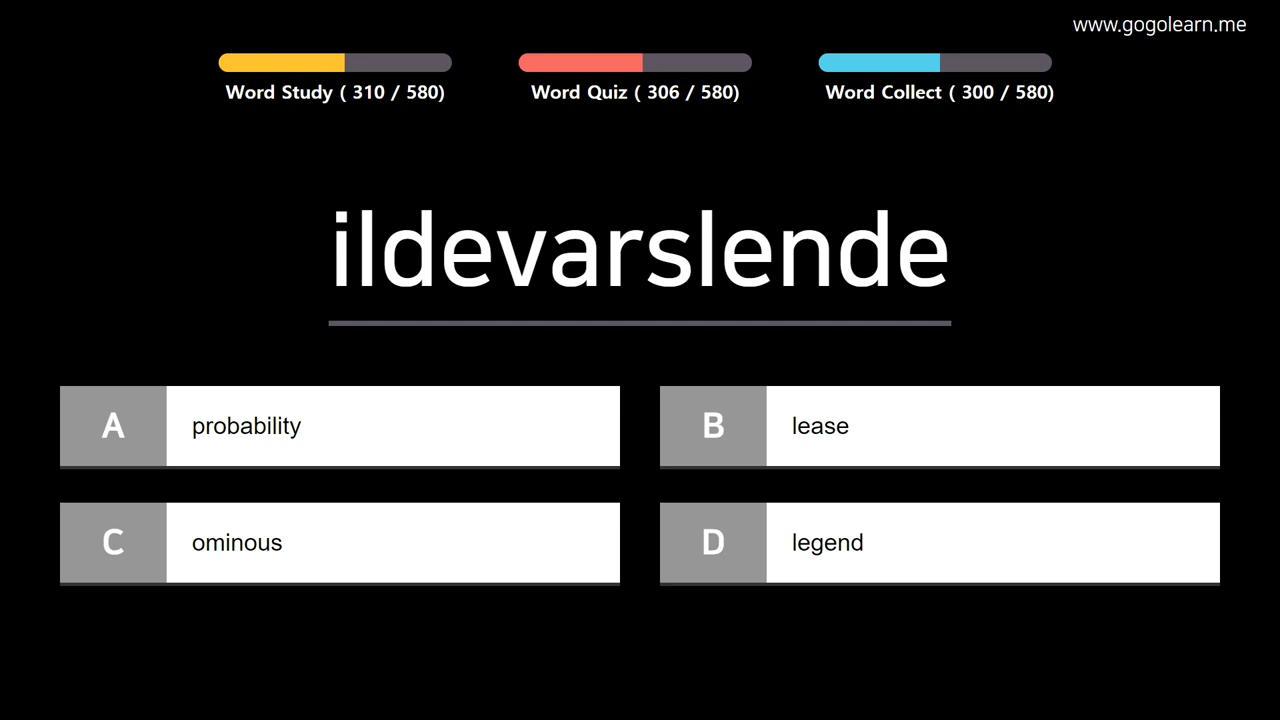 www.gogolearn.me
Word Study ( 310 / 580)
Word Quiz ( 306 / 580)
Word Collect ( 300 / 580)
ildevarslende
A probability
B lease
C ominous
D legend